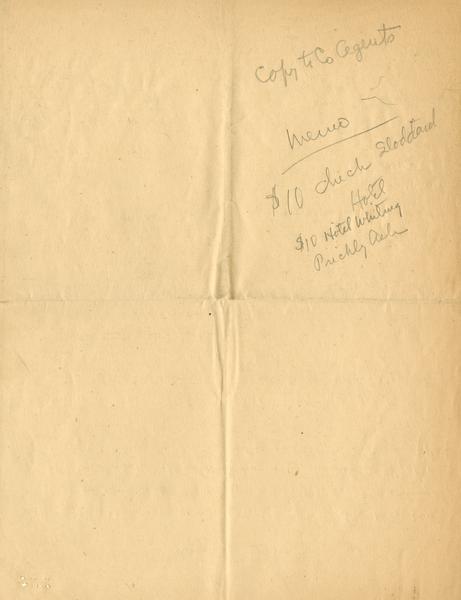 Copy to Co Agents
Memo
$10 check Stoddard
Hotel
$10 Hotel Whiting
Prickly Ash